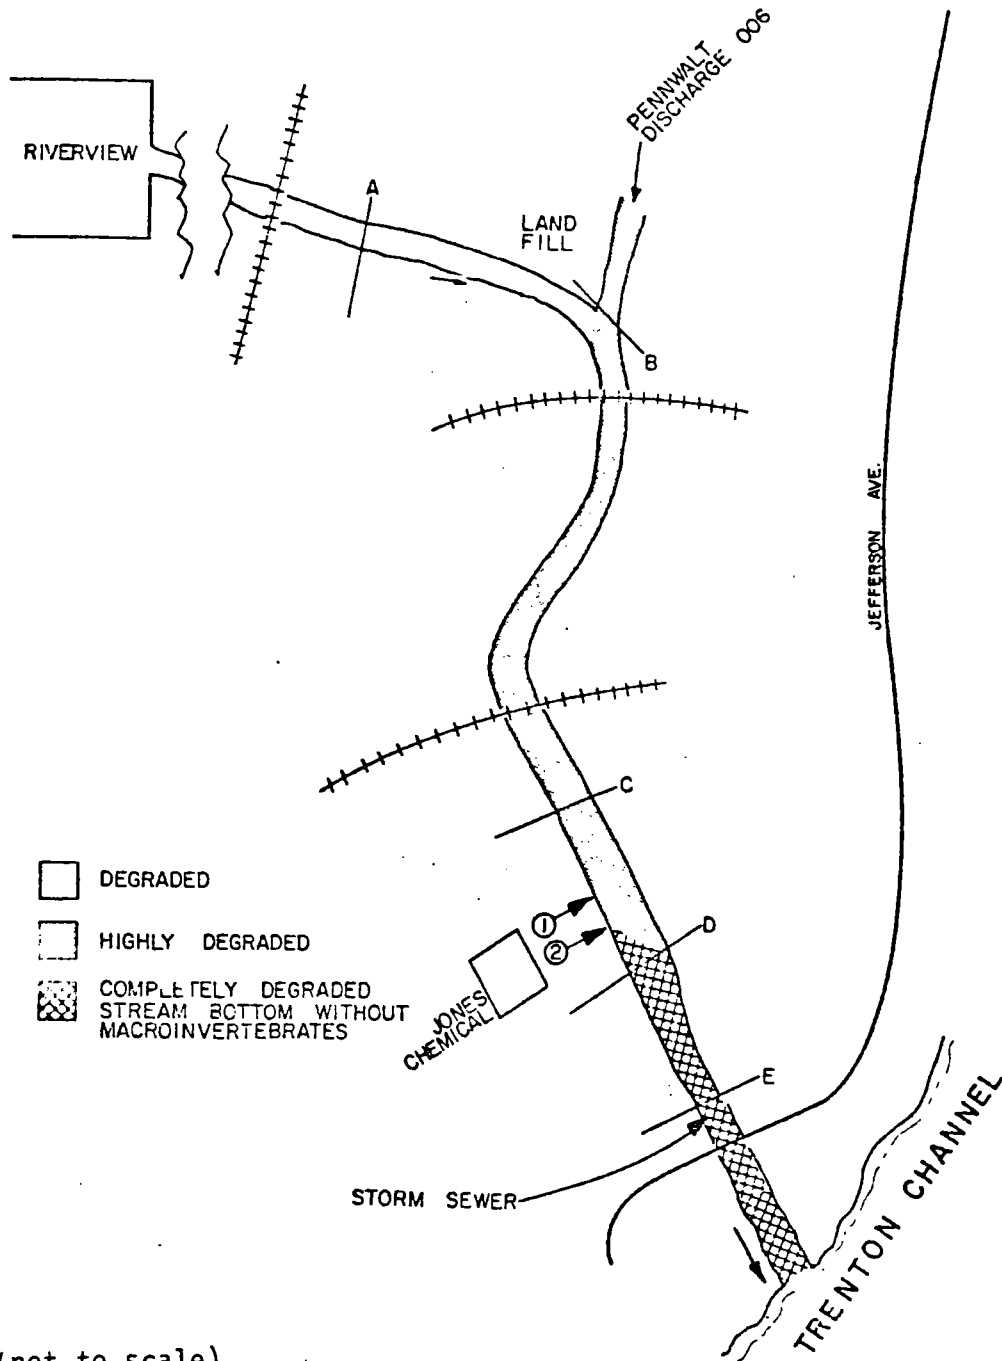 PENNWALT
DISCHARGE 006
RIVERVIEW
A
LAND
FILL
B
JEFFERSON AVE.
C
DEGRADED
HIGHLY DEGRADED
COMPLETELY DEGRADED
STREAM BOTTOM WITHOUT
MACROINVERTEBRATES
1
2
D
JONES
CHEMICAL
E
STORM SEWER
TRENTON CHANNEL
(not to scale)